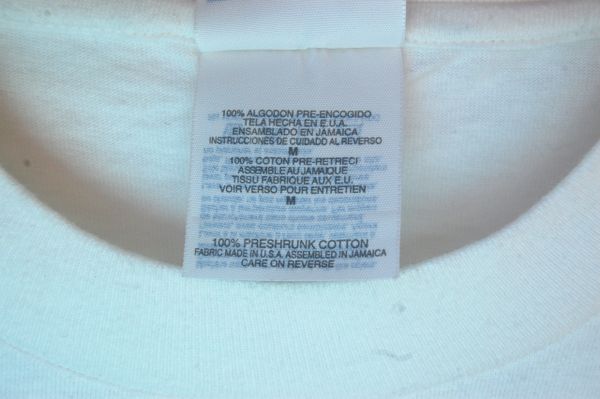 100% ALGODON PRE-ENCOGIDO
TELA HECHA EN E.U.A.
ENSAMBLADO EN JAMAICA
INSTRUCCIONES DE CUIDADO AL REVERSO
M
100% COTON PRE-RETRECI
ASSEMBLE AU JAMAIQUE
TISSU FABRIQUE AUX E.U.
VOIR VERSO POUR ENTRETIEN
M
100% PRESHRUNK COTTON
FABRIC MADE IN U.S.A. ASSEMBLED IN JAMAICA
CARE ON REVERSE